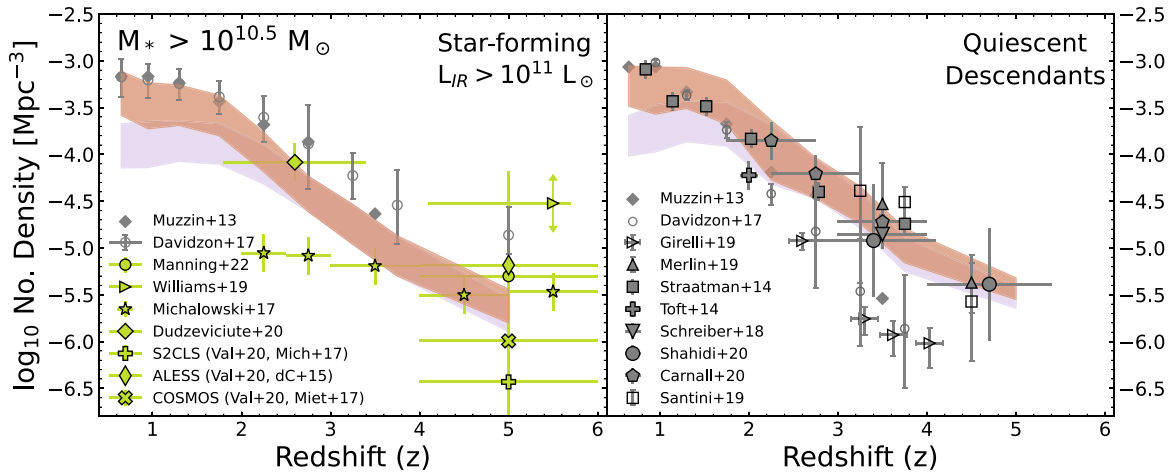 M* > 10^10.5 M⊙
Star-forming
L_IR > 10^11 L⊙
Quiescent
Descendants
log10 No. Density [Mpc^-3]
-2.5
-3.0
-3.5
-4.0
-4.5
-5.0
-5.5
-6.0
-6.5
Muzzin+13
Davidzon+17
Manning+22
Williams+19
Michalowski+17
Dudzeviciute+20
S2CLS (Val+20, Mich+17)
ALESS (Val+20, dC+15)
COSMOS (Val+20, Miet+17)
1 2 3 4 5 6
Redshift (z)
Muzzin+13
Davidzon+17
Girelli+19
Merlin+19
Straatman+14
Toft+14
Schreiber+18
Shahidi+20
Carnall+20
Santini+19
1 2 3 4 5 6
Redshift (z)
-2.5
-3.0
-3.5
-4.0
-4.5
-5.0
-5.5
-6.0
-6.5